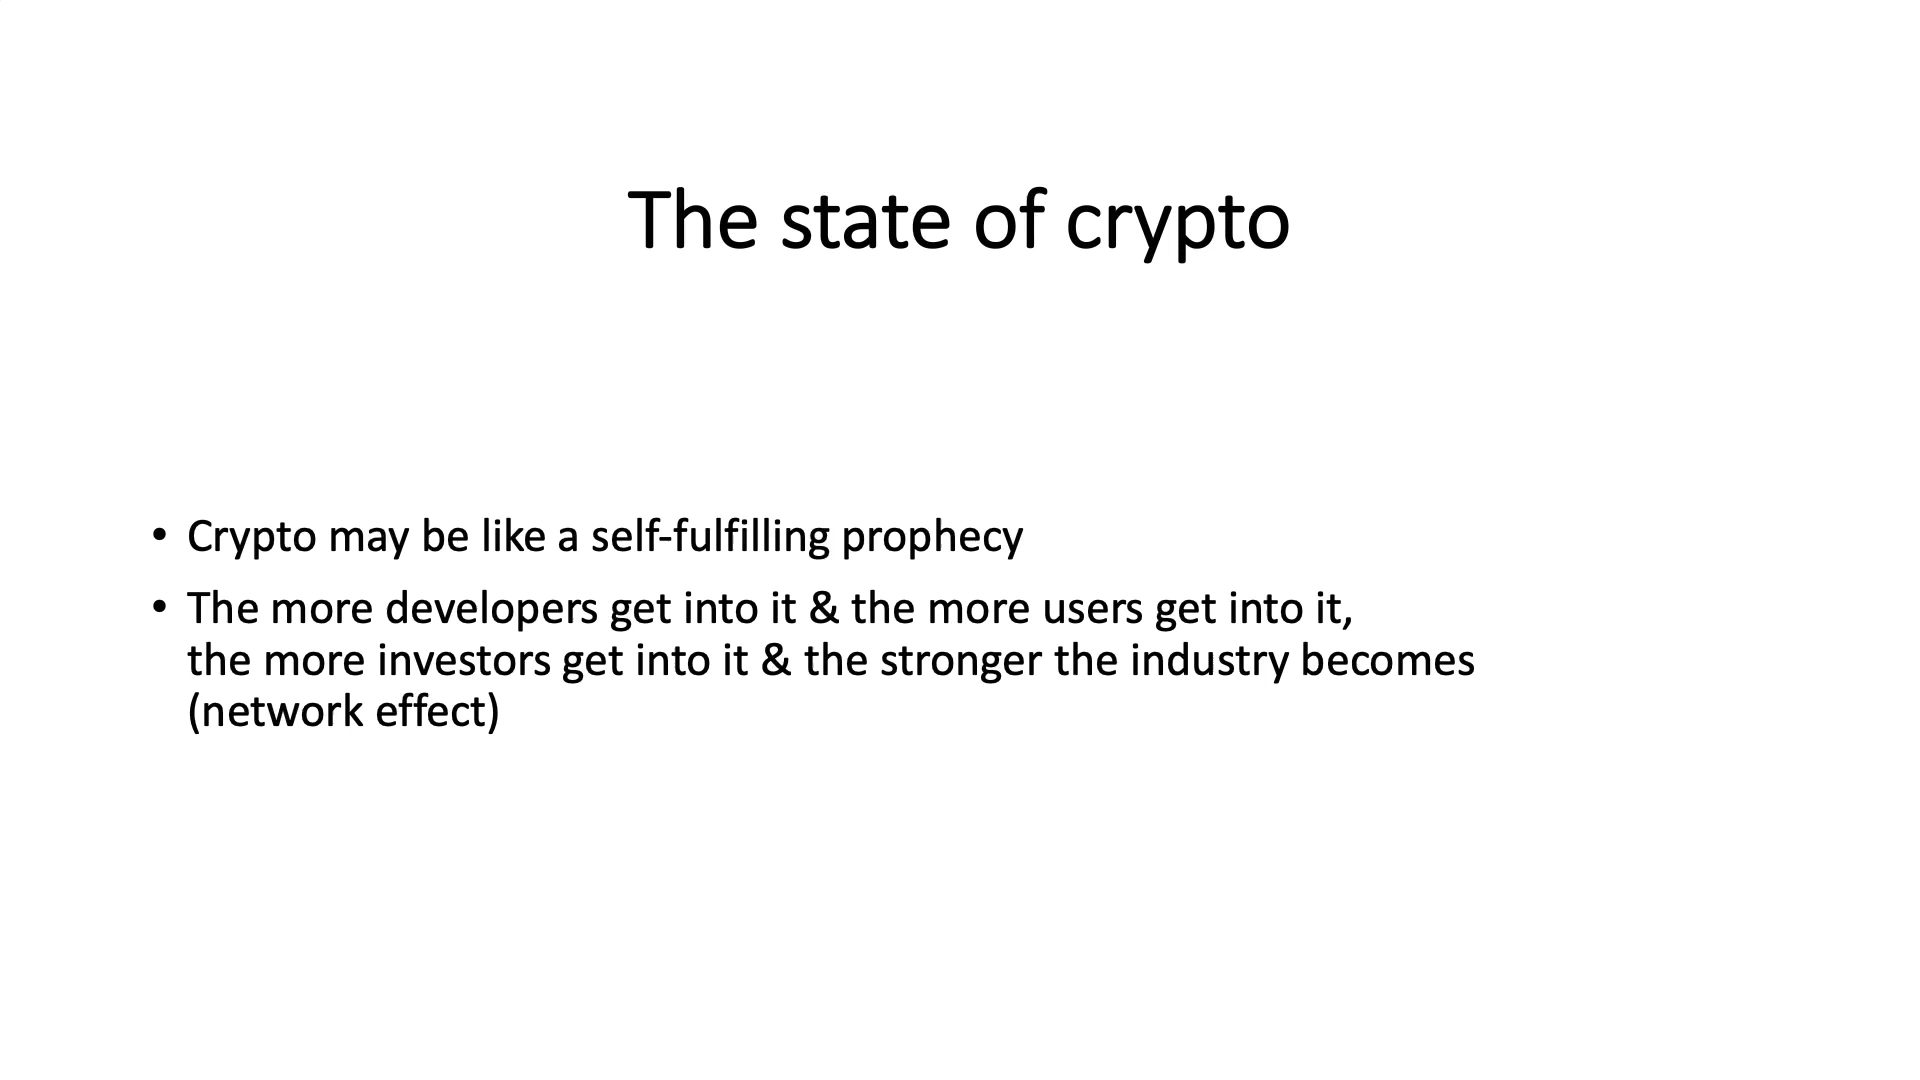 The state of crypto
• Crypto may be like a self-fulfilling prophecy
• The more developers get into it & the more users get into it,
the more investors get into it & the stronger the industry becomes
(network effect)